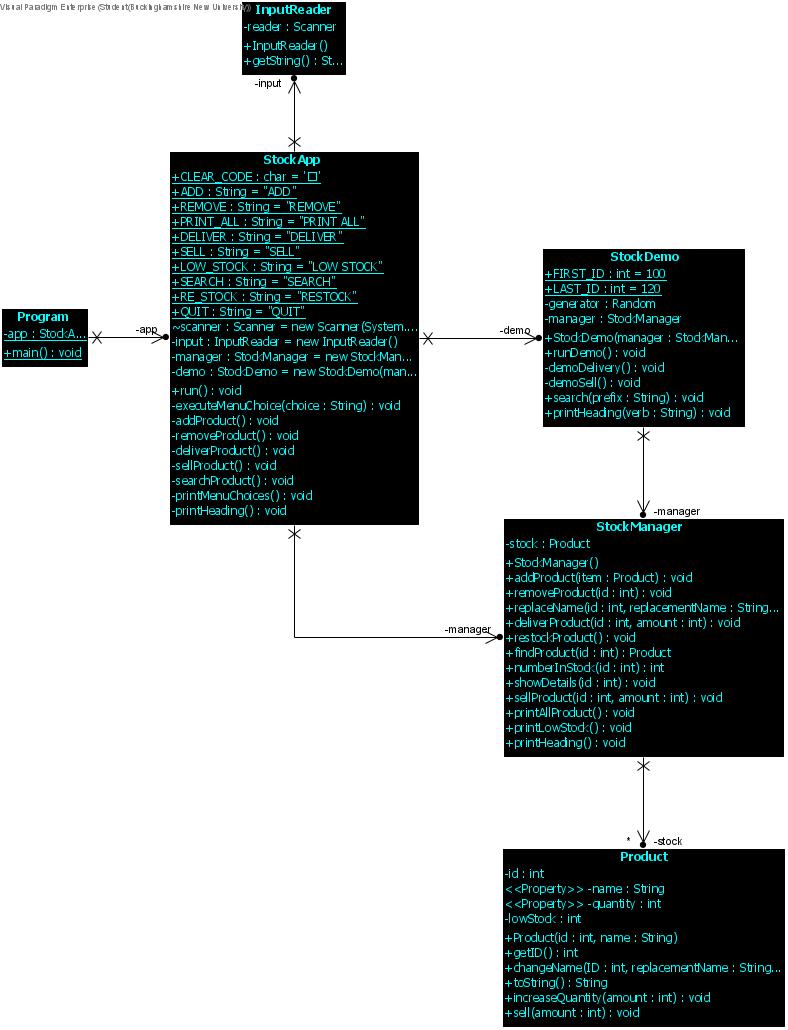 Visual Paradigm Enterprise (Student(Buckinghamshire New University))
InputReader
-reader : Scanner
+InputReader()
+getString() : St...
-input
StockApp
+CLEAR_CODE : char = '□'
+ADD : String = "ADD"
+REMOVE : String = "REMOVE"
+PRINT_ALL : String = "PRINT ALL"
+DELIVER : String = "DELIVER"
+SELL : String = "SELL"
+LOW_STOCK : String = "LOW STOCK"
+SEARCH : String = "SEARCH"
+RE_STOCK : String = "RESTOCK"
+QUIT : String = "QUIT"
~scanner : Scanner = new Scanner(System....
-input : InputReader = new InputReader()
-manager : StockManager = new StockMan...
-demo : StockDemo = new StockDemo(man...
+run() : void
-executeMenuChoice(choice : String) : void
-addProduct() : void
-removeProduct() : void
-deliverProduct() : void
-sellProduct() : void
-searchProduct() : void
-printMenuChoices() : void
-printHeading() : void
Program
-app : StockA...
+main() : void
-app
-demo
StockDemo
+FIRST_ID : int = 100
+LAST_ID : int = 120
-generator : Random
-manager : StockManager
+StockDemo(manager : StockMan...
+runDemo() : void
-demoDelivery() : void
-demoSell() : void
+search(prefix : String) : void
+printHeading(verb : String) : void
-manager
-manager
StockManager
-stock : Product
+StockManager()
+addProduct(item : Product) : void
+removeProduct(id : int) : void
+replaceName(id : int, replacementName : String...
+deliverProduct(id : int, amount : int) : void
+restockProduct() : void
+findProduct(id : int) : Product
+numberInStock(id : int) : int
+showDetails(id : int) : void
+sellProduct(id : int, amount : int) : void
+printAllProduct() : void
+printLowStock() : void
+printHeading() : void
* -stock
Product
-id : int
<<Property>> -name : String
<<Property>> -quantity : int
-lowStock : int
+Product(id : int, name : String)
+getID() : int
+changeName(ID : int, replacementName : String...
+toString() : String
+increaseQuantity(amount : int) : void
+sell(amount : int) : void